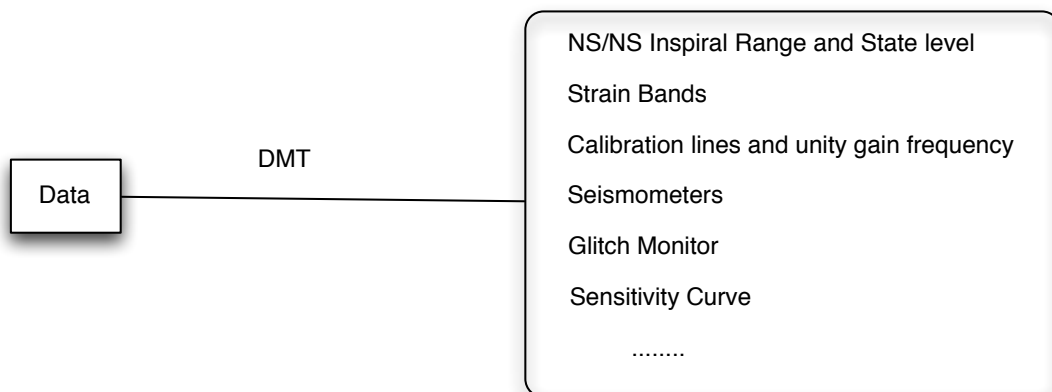 Data
DMT
NS/NS Inspiral Range and State level
Strain Bands
Calibration lines and unity gain frequency
Seismometers
Glitch Monitor
Sensitivity Curve
........